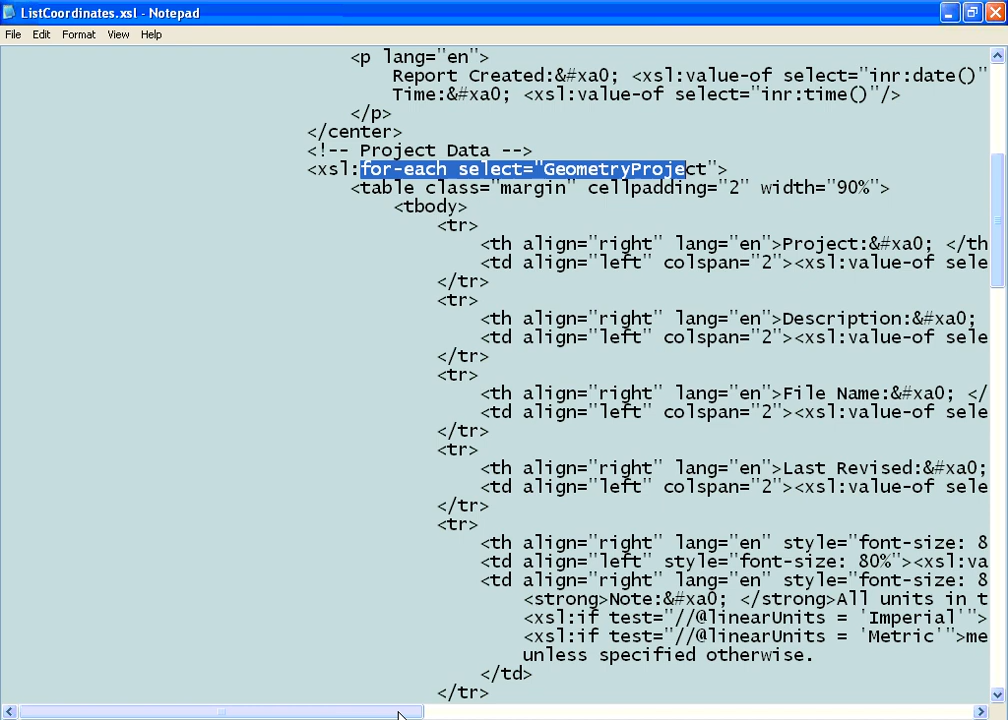 ListCoordinates.xsl - Notepad
File Edit Format View Help
<p lang="en">
Report Created:&#xa0; <xsl:value-of select="inr:date()"
Time:&#xa0; <xsl:value-of select="inr:time()"/>
</p>
</center>
<!-- Project Data -->
<xsl:for-each select="GeometryProject">
<table class="margin" cellpadding="2" width="90%">
<tbody>
<tr>
<th align="right" lang="en">Project:&#xa0; </th
<td align="left" colspan="2"><xsl:value-of sele
</tr>
<tr>
<th align="right" lang="en">Description:&#xa0;
<td align="left" colspan="2"><xsl:value-of sele
</tr>
<tr>
<th align="right" lang="en">File Name:&#xa0; </
<td align="left" colspan="2"><xsl:value-of sele
</tr>
<tr>
<th align="right" lang="en">Last Revised:&#xa0;
<td align="left" colspan="2"><xsl:value-of sele
</tr>
<tr>
<th align="right" lang="en" style="font-size: 8
<td align="left" style="font-size: 80%"><xsl:va
<td align="right" lang="en" style="font-size: 8
<strong>Note:&#xa0; </strong>All units in t
<xsl:if test="//@linearUnits = 'Imperial'">
<xsl:if test="//@linearUnits = 'Metric'">me
unless specified otherwise.
</td>
</tr>